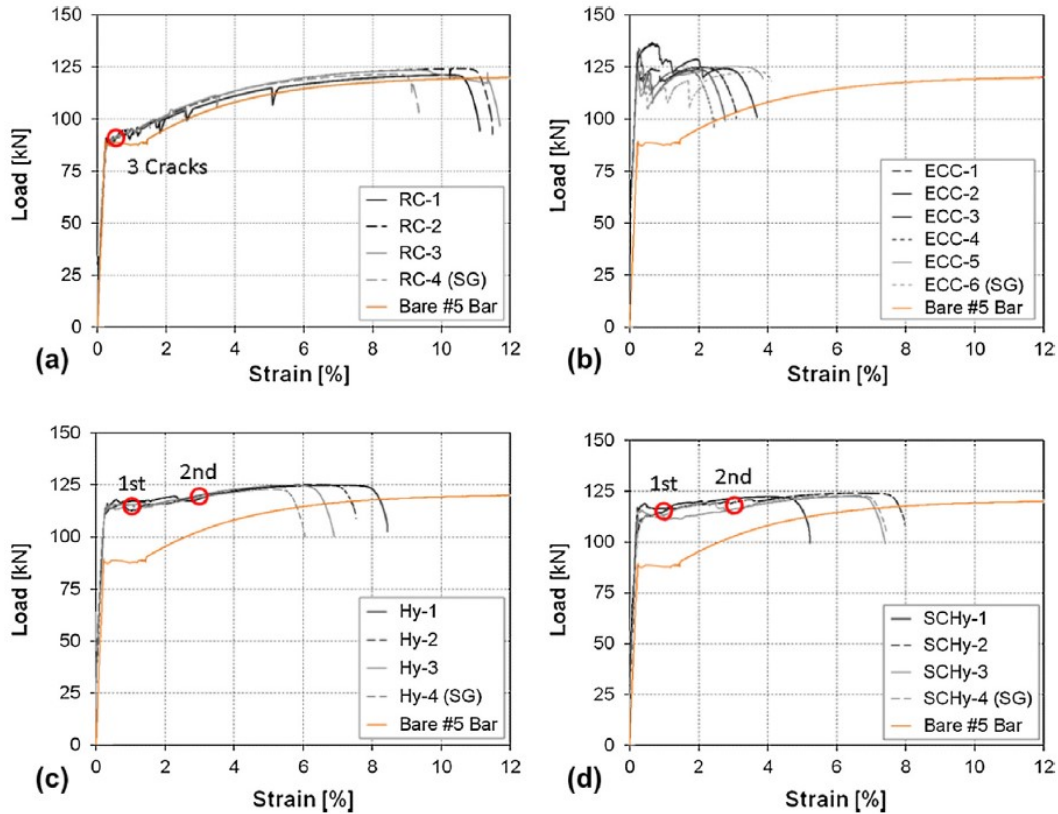 150
125
100
75
50
25
0
Load [kN]
3 Cracks
RC-1
RC-2
RC-3
RC-4 (SG)
Bare #5 Bar
0 2 4 6 8 10 12
Strain [%]
(a)
150
125
100
75
50
25
0
Load [kN]
ECC-1
ECC-2
ECC-3
ECC-4
ECC-5
ECC-6 (SG)
Bare #5 Bar
0 2 4 6 8 10 12
Strain [%]
(b)
150
125
100
75
50
25
0
Load [kN]
1st
2nd
Hy-1
Hy-2
Hy-3
Hy-4 (SG)
Bare #5 Bar
0 2 4 6 8 10 12
Strain [%]
(c)
150
125
100
75
50
25
0
Load [kN]
1st
2nd
SCHy-1
SCHy-2
SCHy-3
SCHy-4 (SG)
Bare #5 Bar
0 2 4 6 8 10 12
Strain [%]
(d)